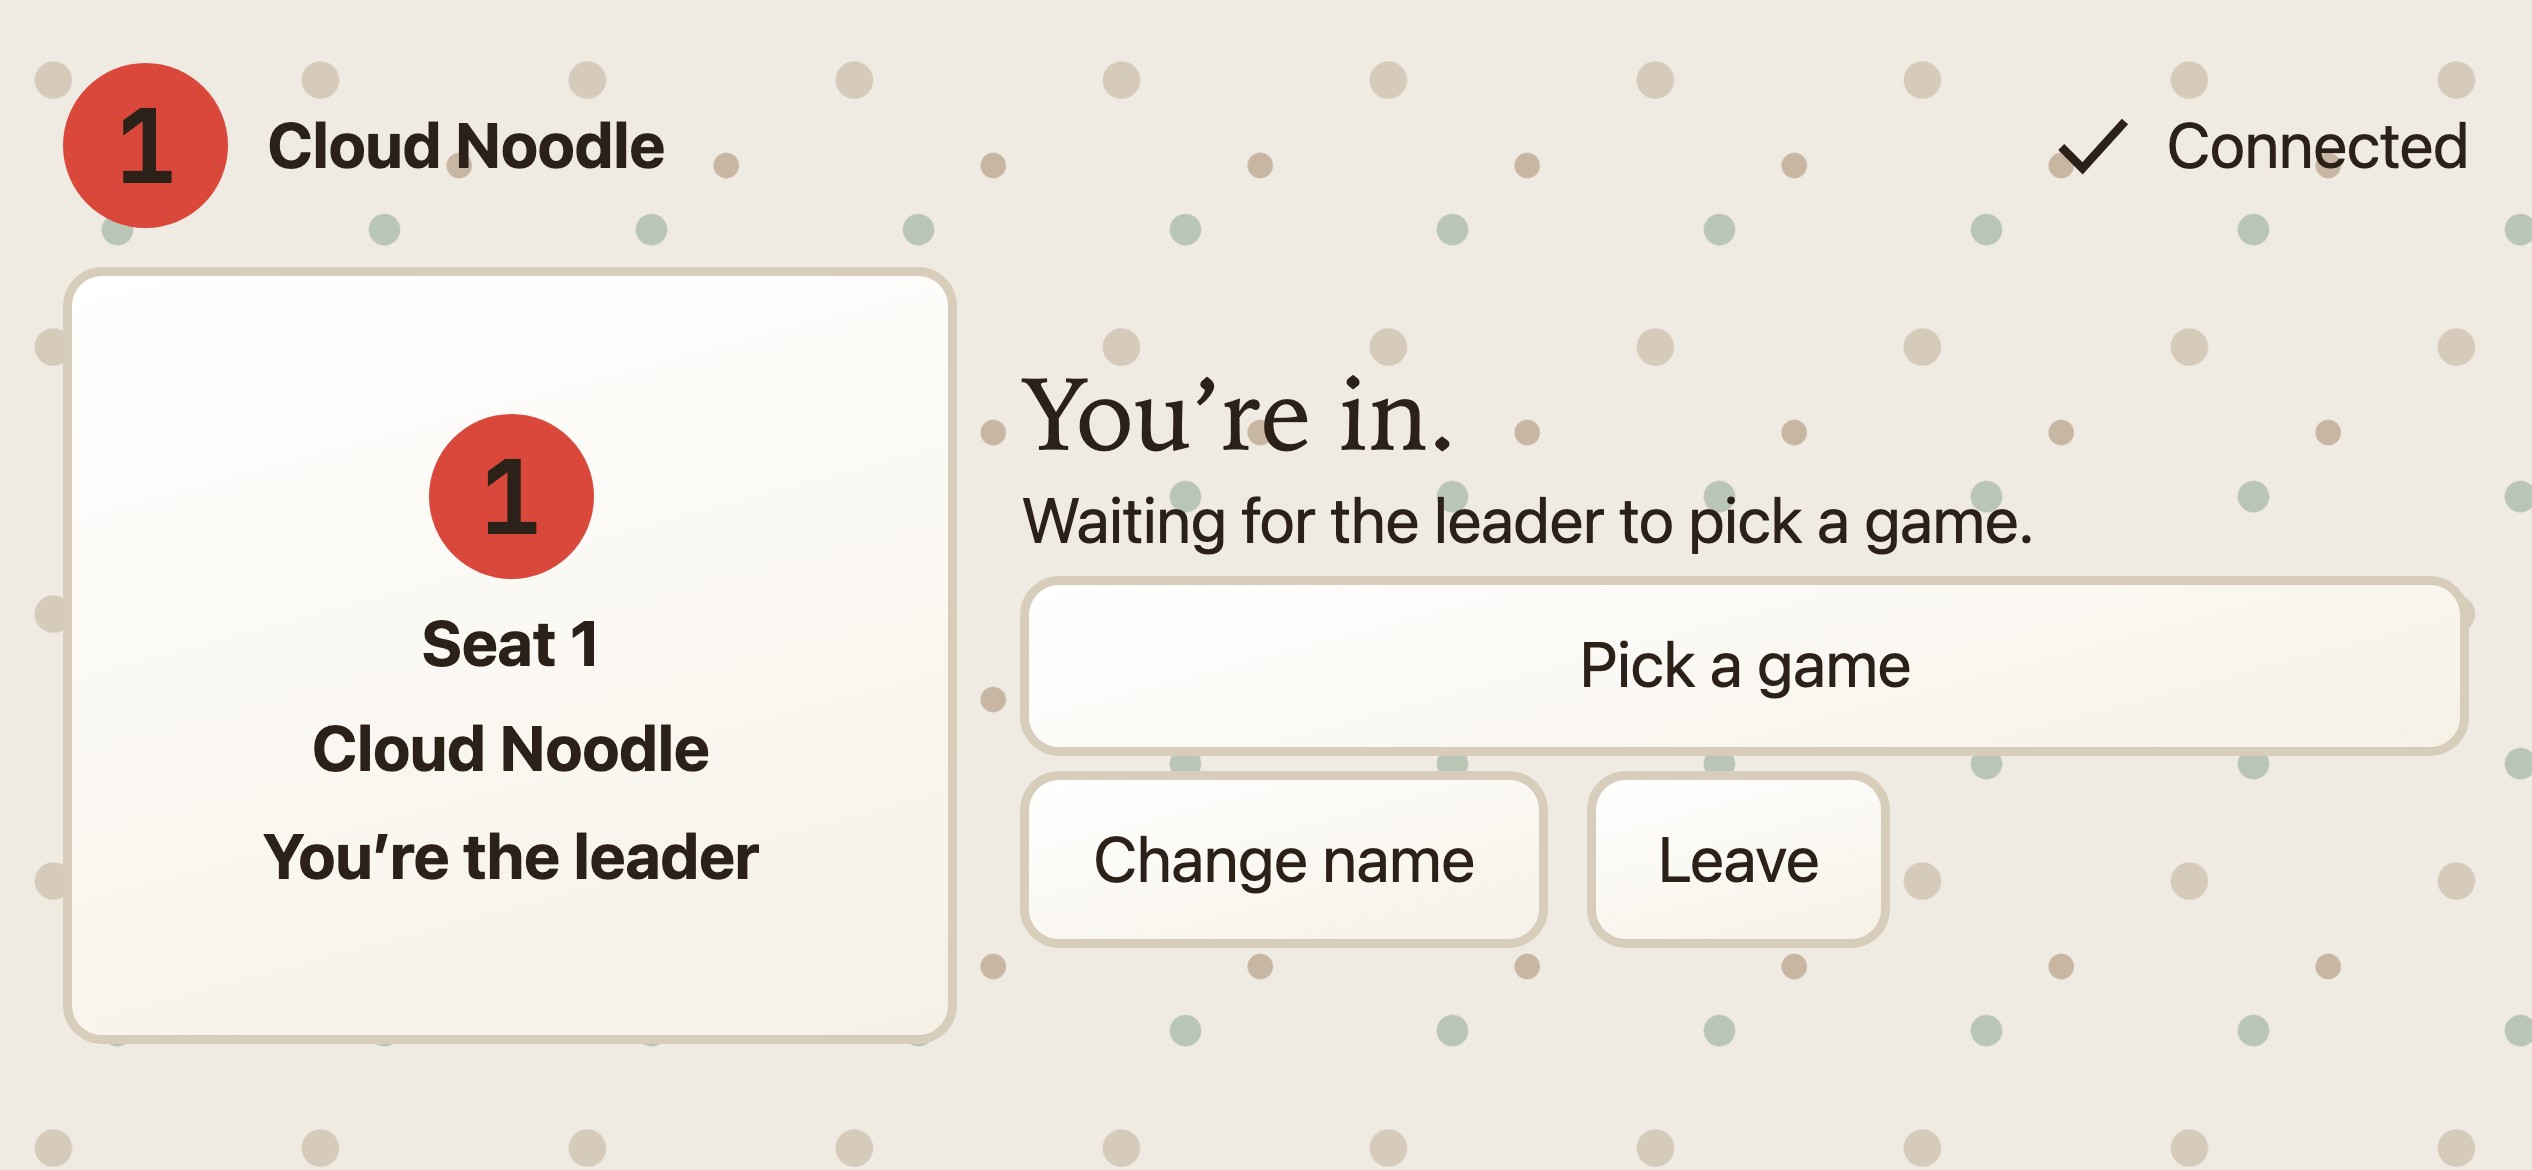 1 Cloud Noodle
Connected
1
Seat 1
Cloud Noodle
You’re the leader
You’re in.
Waiting for the leader to pick a game.
Pick a game
Change name
Leave